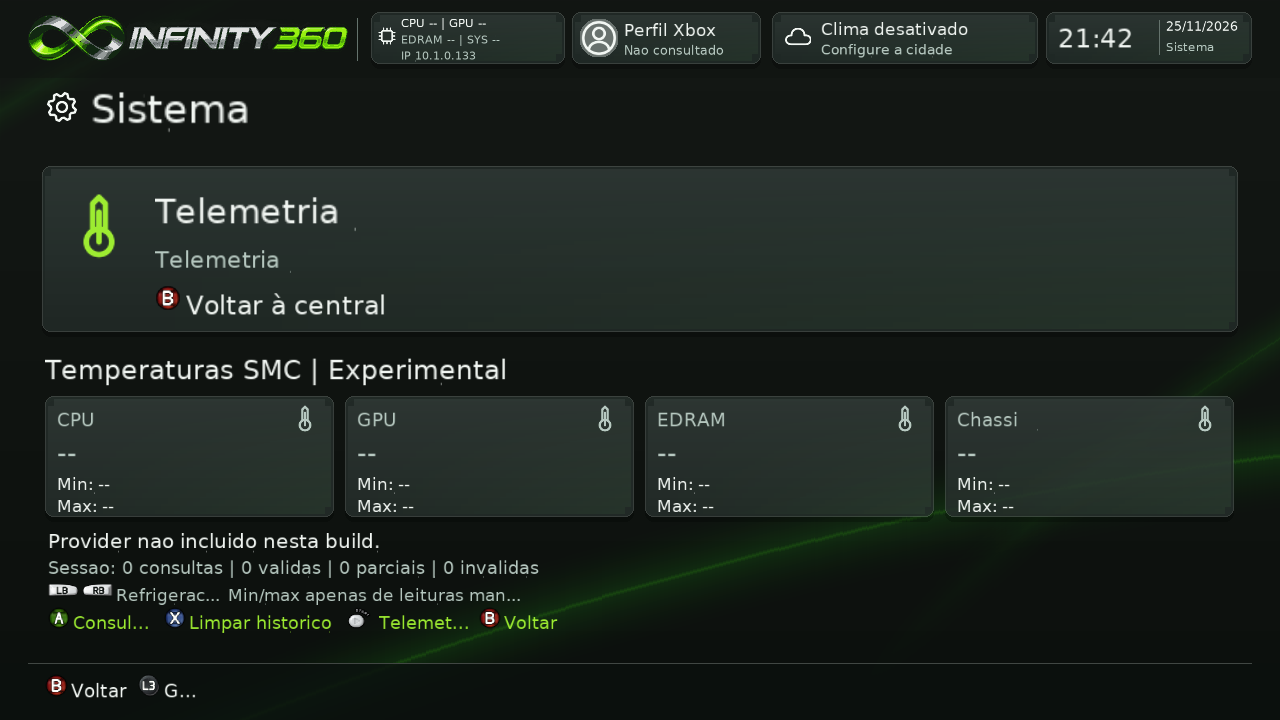 INFINITY 360
CPU -- | GPU --
EDRAM -- | SYS --
IP 10.1.0.133
Perfil Xbox
Nao consultado
Clima desativado
Configure a cidade
21:42
25/11/2026
Sistema
Sistema
Telemetria
Telemetria
B Voltar à central
Temperaturas SMC | Experimental
CPU
--
Min: --
Max: --
GPU
--
Min: --
Max: --
EDRAM
--
Min: --
Max: --
Chassi
--
Min: --
Max: --
Provider nao incluido nesta build.
Sessao: 0 consultas | 0 validas | 0 parciais | 0 invalidas
LB RB Refrigerac... Min/max apenas de leituras man...
A Consul... X Limpar historico Telemet... B Voltar
B Voltar L3 G...